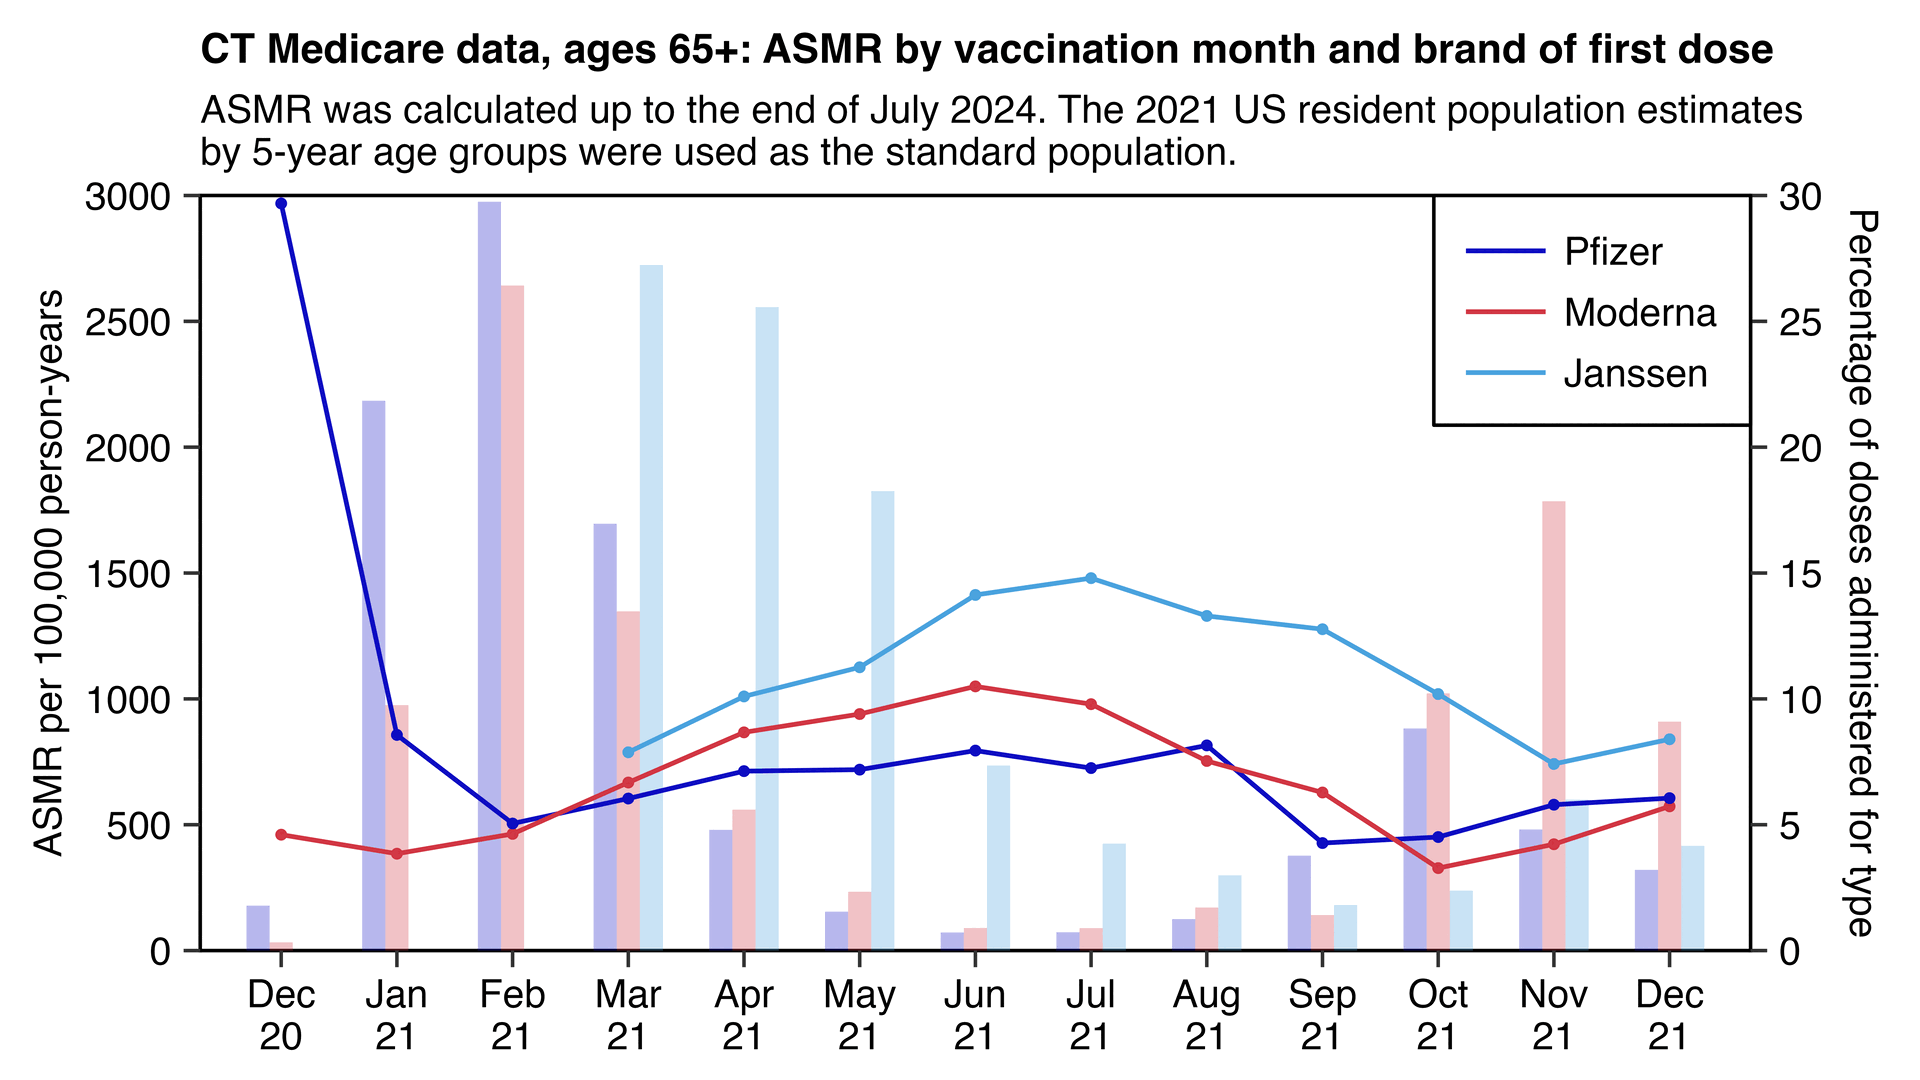 CT Medicare data, ages 65+: ASMR by vaccination month and brand of first dose
ASMR was calculated up to the end of July 2024. The 2021 US resident population estimates
by 5-year age groups were used as the standard population.
ASMR per 100,000 person-years
3000
2500
2000
1500
1000
500
0
Pfizer
Moderna
Janssen
30
25
20
15
10
5
0
Percentage of doses administered for type
Dec Jan Feb Mar Apr May Jun Jul Aug Sep Oct Nov Dec
20 21 21 21 21 21 21 21 21 21 21 21 21